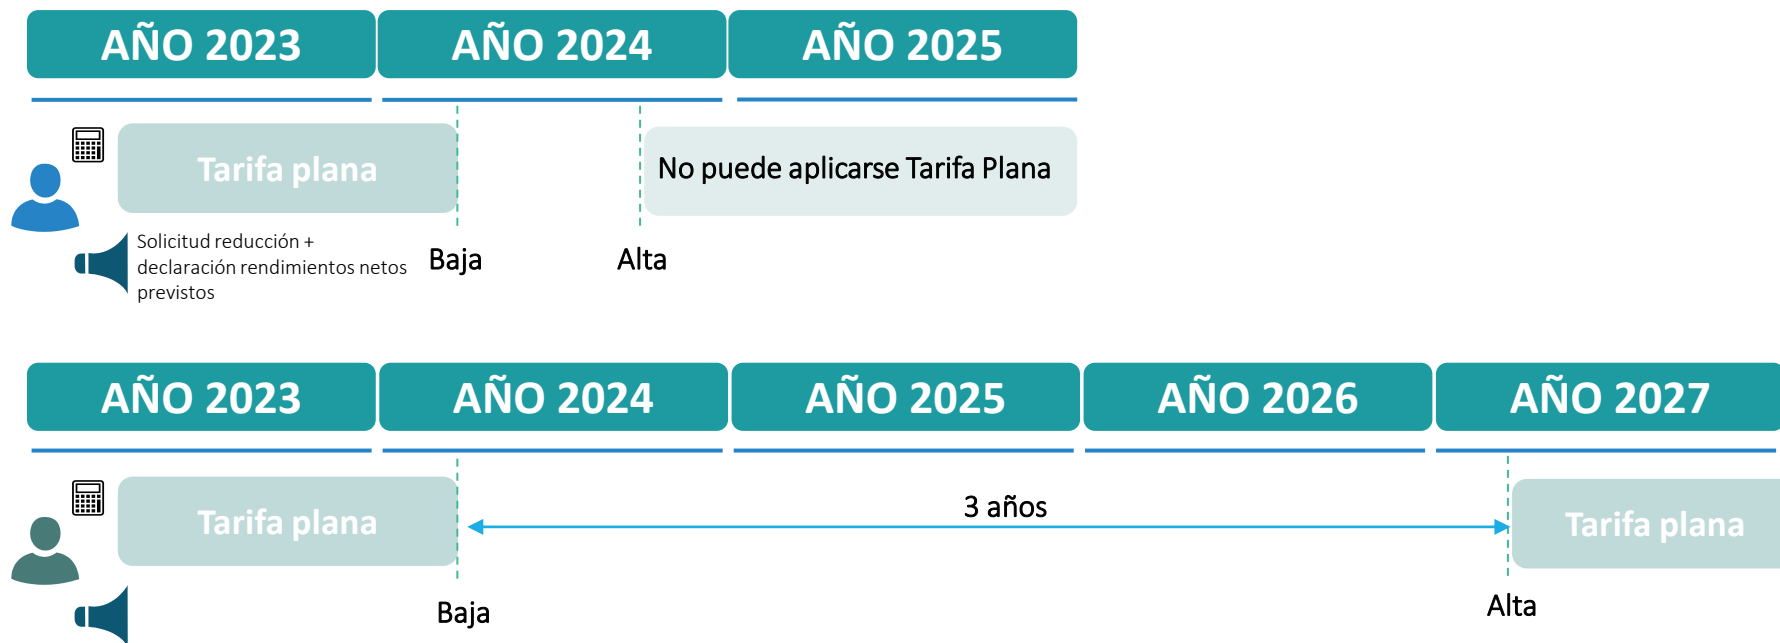 AÑO 2023
AÑO 2024
AÑO 2025
Tarifa plana
No puede aplicarse Tarifa Plana
Solicitud reducción +
declaración rendimientos netos
previstos
Baja
Alta
AÑO 2023
AÑO 2024
AÑO 2025
AÑO 2026
AÑO 2027
Tarifa plana
3 años
Tarifa plana
Baja
Alta